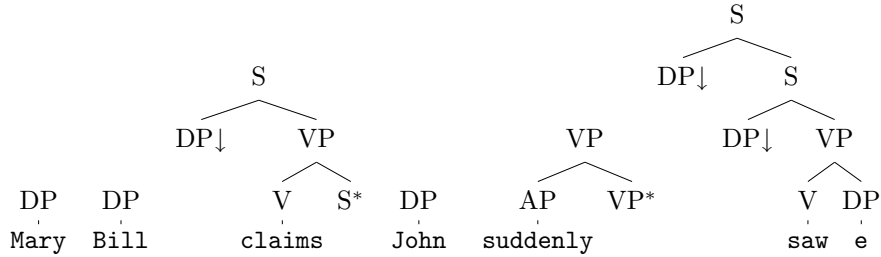 S
S DP↓ S
DP↓ VP VP DP↓ VP
DP DP V S* DP AP VP* V DP
Mary Bill claims John suddenly saw e